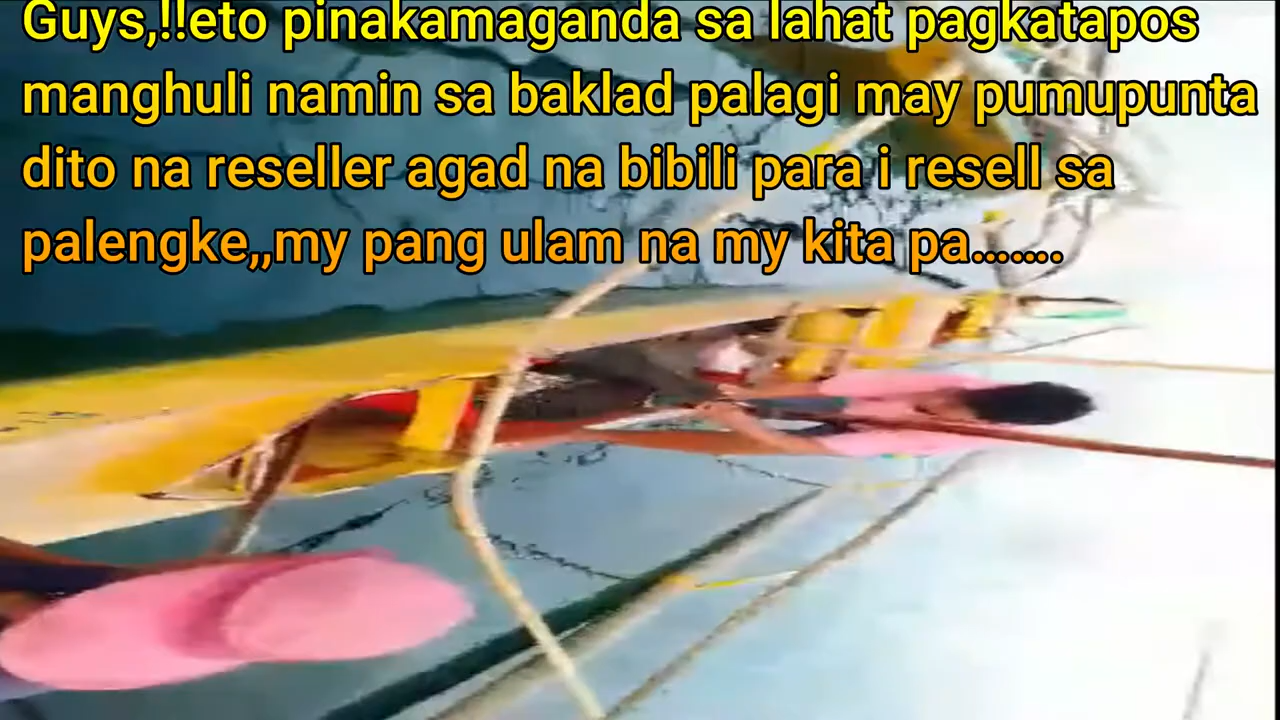 Guys,!!eto pinakamaganda sa lahat pagkatapos
manghuli namin sa baklad palagi may pumupunta
dito na reseller agad na bibili para i resell sa
palengke,,my pang ulam na my kita pa.......